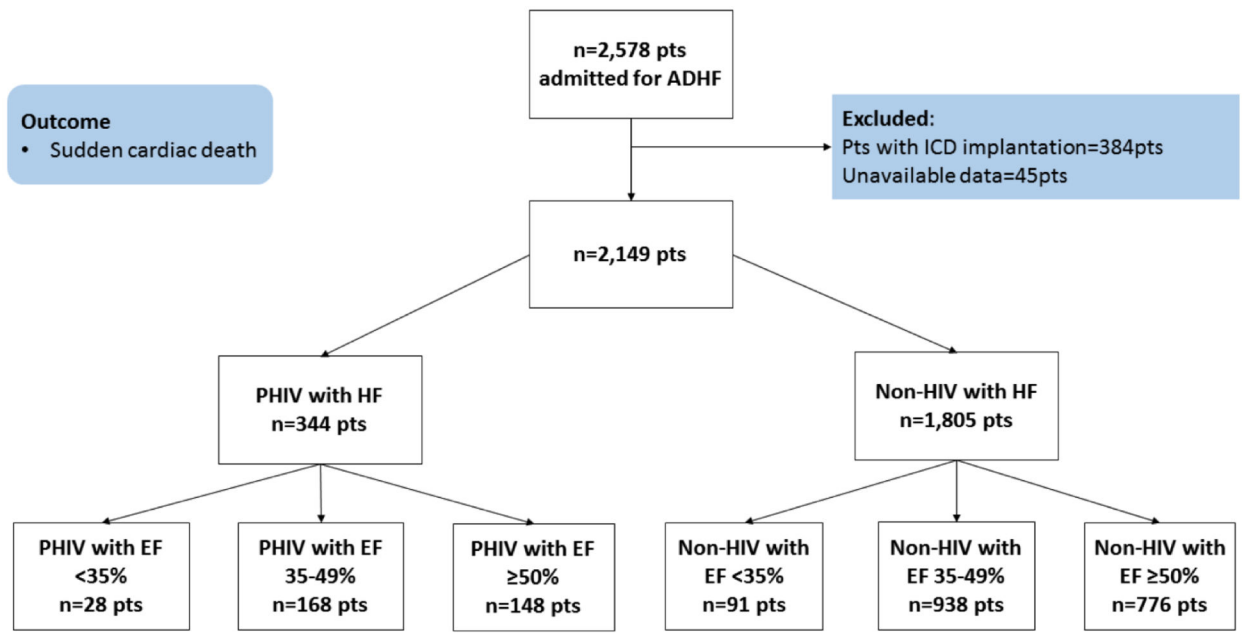 n=2,578 pts
admitted for ADHF
Outcome
• Sudden cardiac death
Excluded:
Pts with ICD implantation=384pts
Unavailable data=45pts
n=2,149 pts
PHIV with HF
n=344 pts
Non-HIV with HF
n=1,805 pts
PHIV with EF
<35%
n=28 pts
PHIV with EF
35-49%
n=168 pts
PHIV with EF
≥50%
n=148 pts
Non-HIV with
EF <35%
n=91 pts
Non-HIV with
EF 35-49%
n=938 pts
Non-HIV with
EF ≥50%
n=776 pts